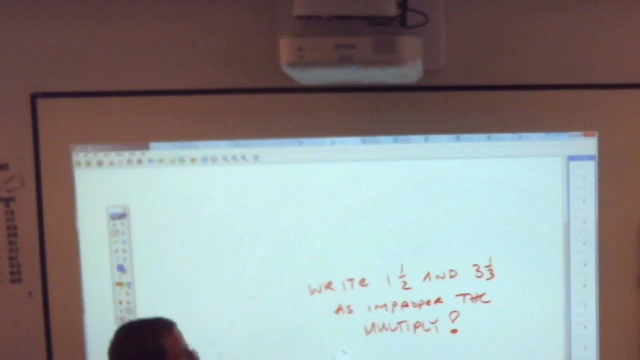 WRITE 1 1/2 AND 3 1/3
AS IMPROPER THE
MULTIPLY?